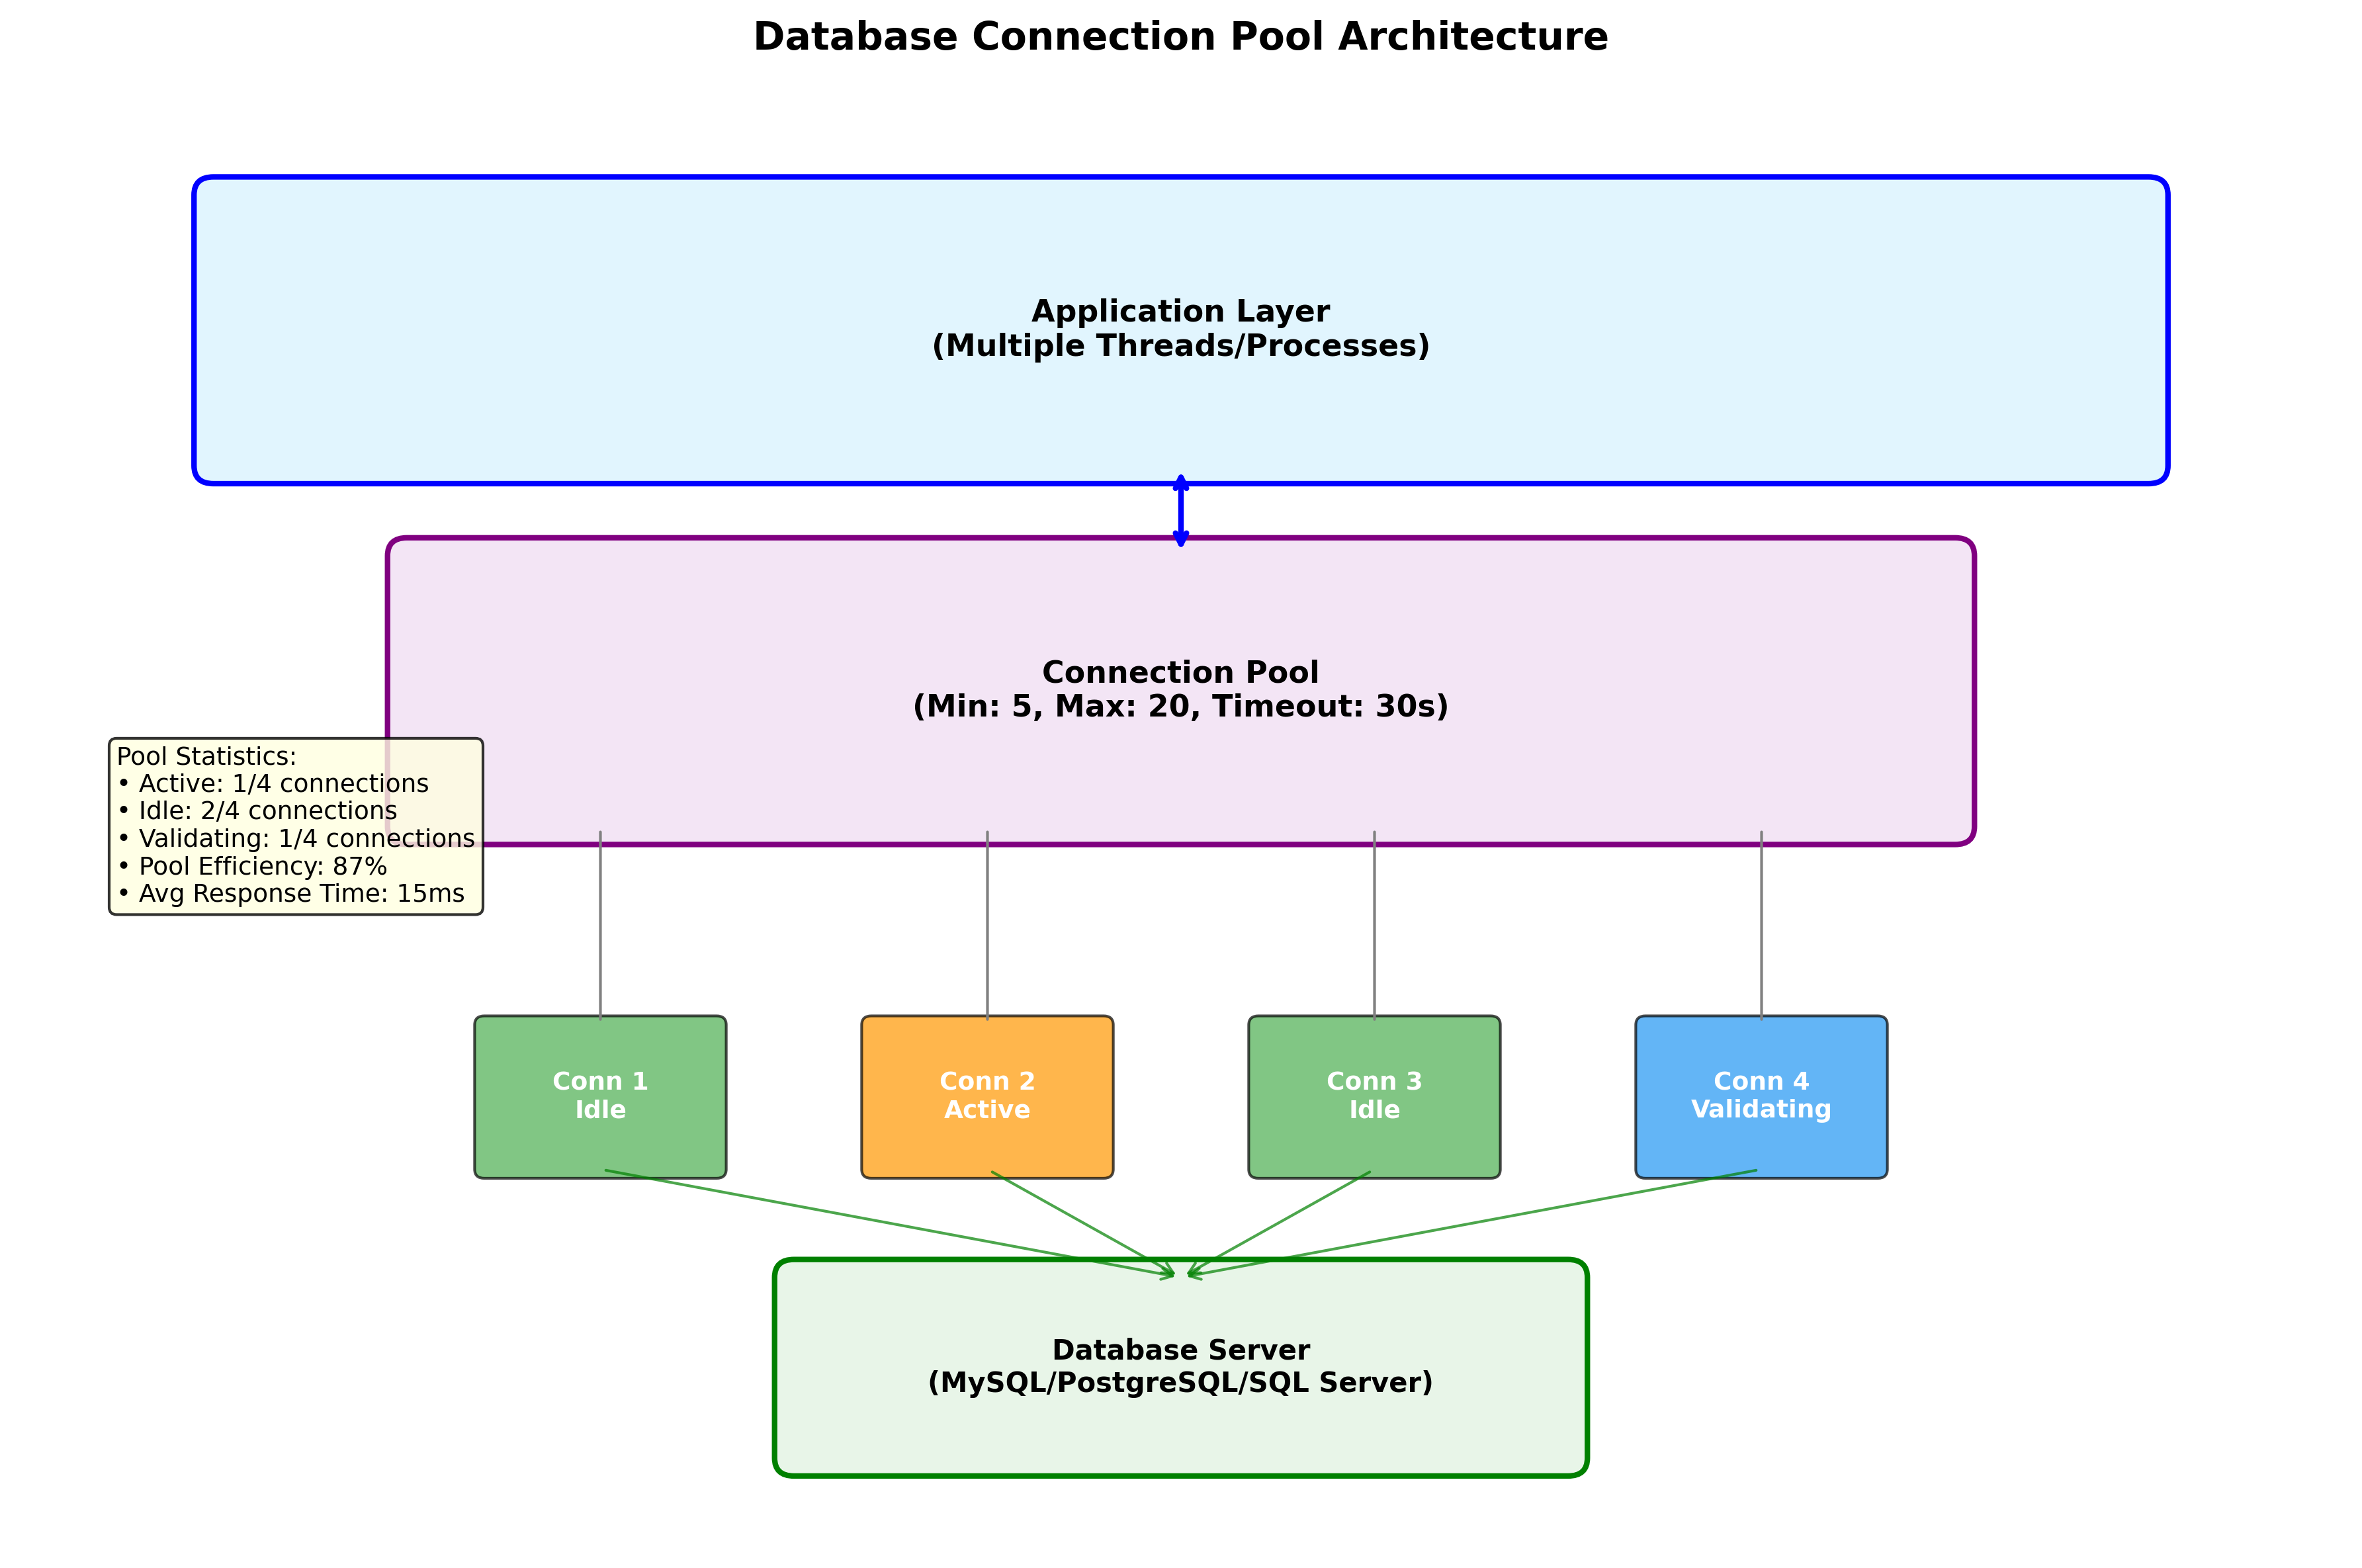 Database Connection Pool Architecture
Application Layer
(Multiple Threads/Processes)
Connection Pool
(Min: 5, Max: 20, Timeout: 30s)
Pool Statistics:
• Active: 1/4 connections
• Idle: 2/4 connections
• Validating: 1/4 connections
• Pool Efficiency: 87%
• Avg Response Time: 15ms
Conn 1
Idle
Conn 2
Active
Conn 3
Idle
Conn 4
Validating
Database Server
(MySQL/PostgreSQL/SQL Server)